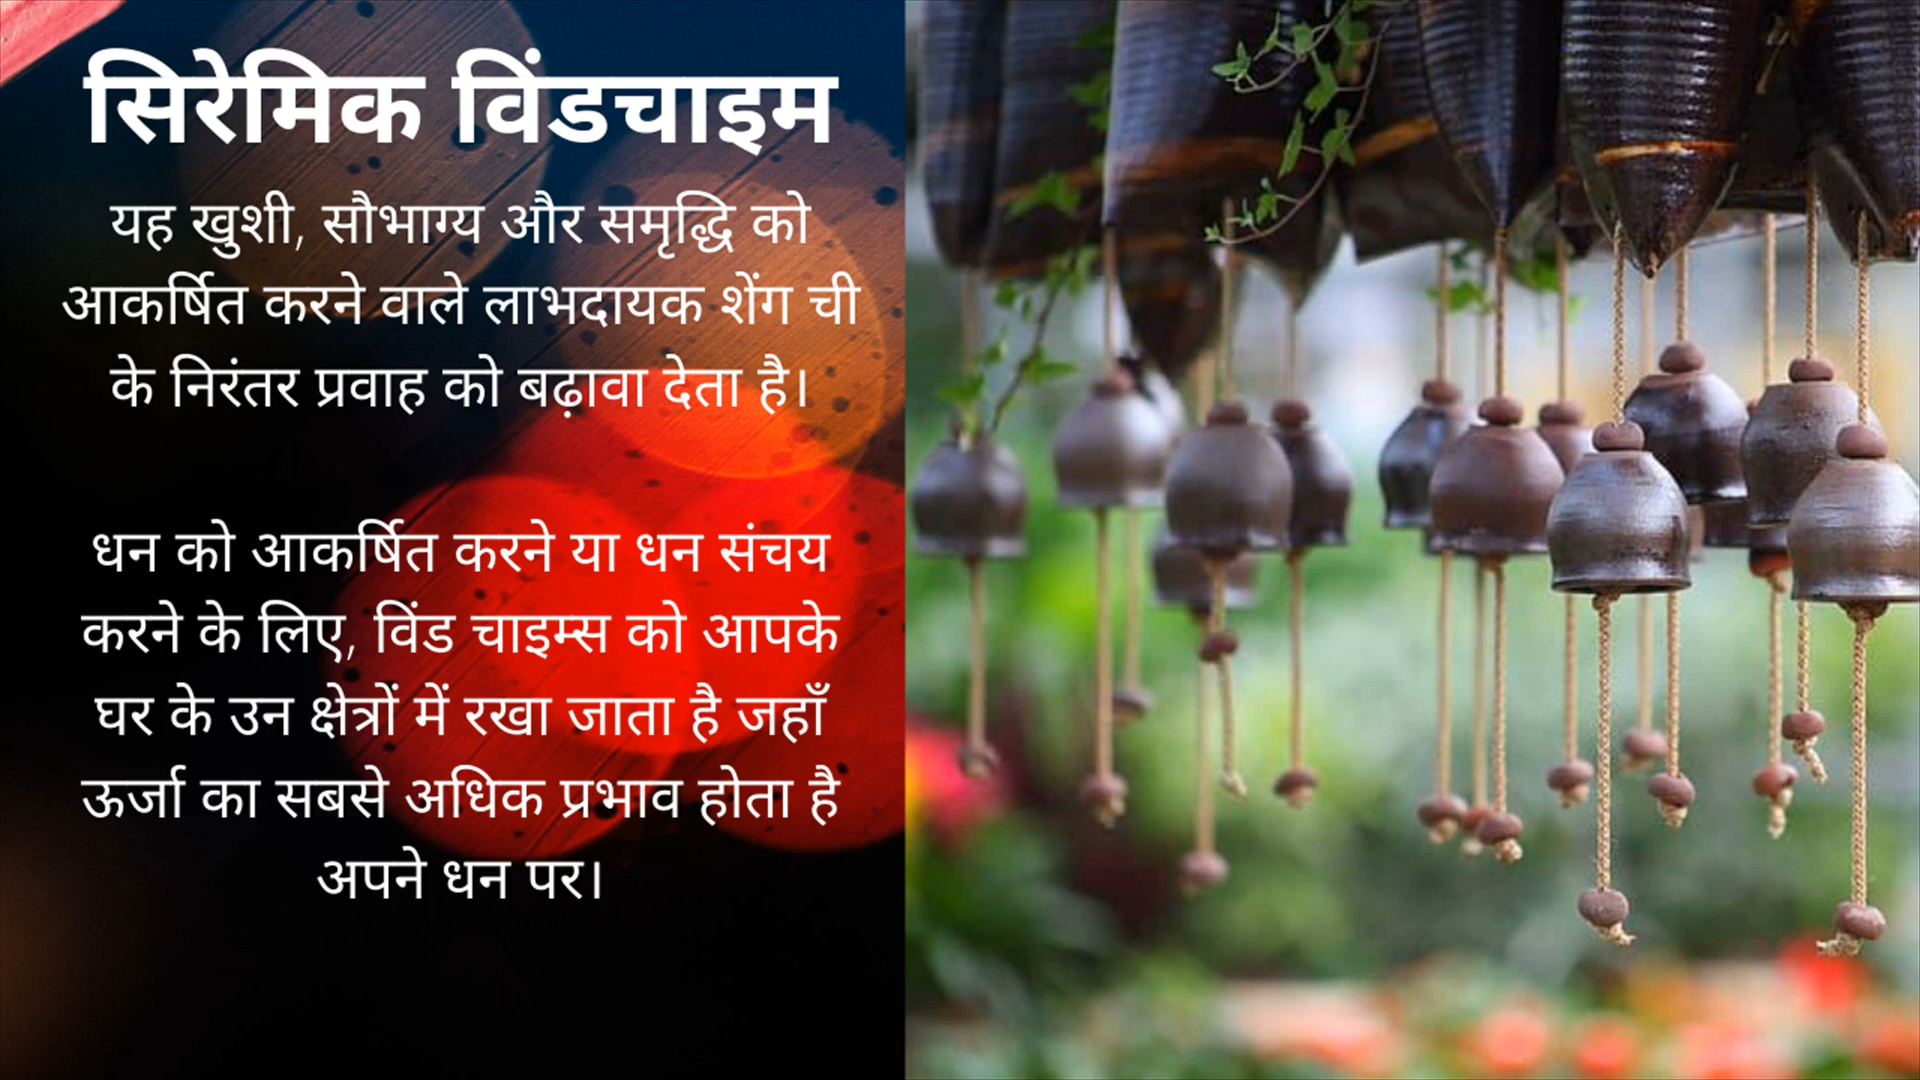 सिरेमिक विंडचाइम
यह खुशी, सौभाग्य और समृद्धि को
आकर्षित करने वाले लाभदायक शेंग ची
के निरंतर प्रवाह को बढ़ावा देता है।
धन को आकर्षित करने या धन संचय
करने के लिए, विंड चाइम्स को आपके
घर के उन क्षेत्रों में रखा जाता है जहाँ
ऊर्जा का सबसे अधिक प्रभाव होता है
अपने धन पर।